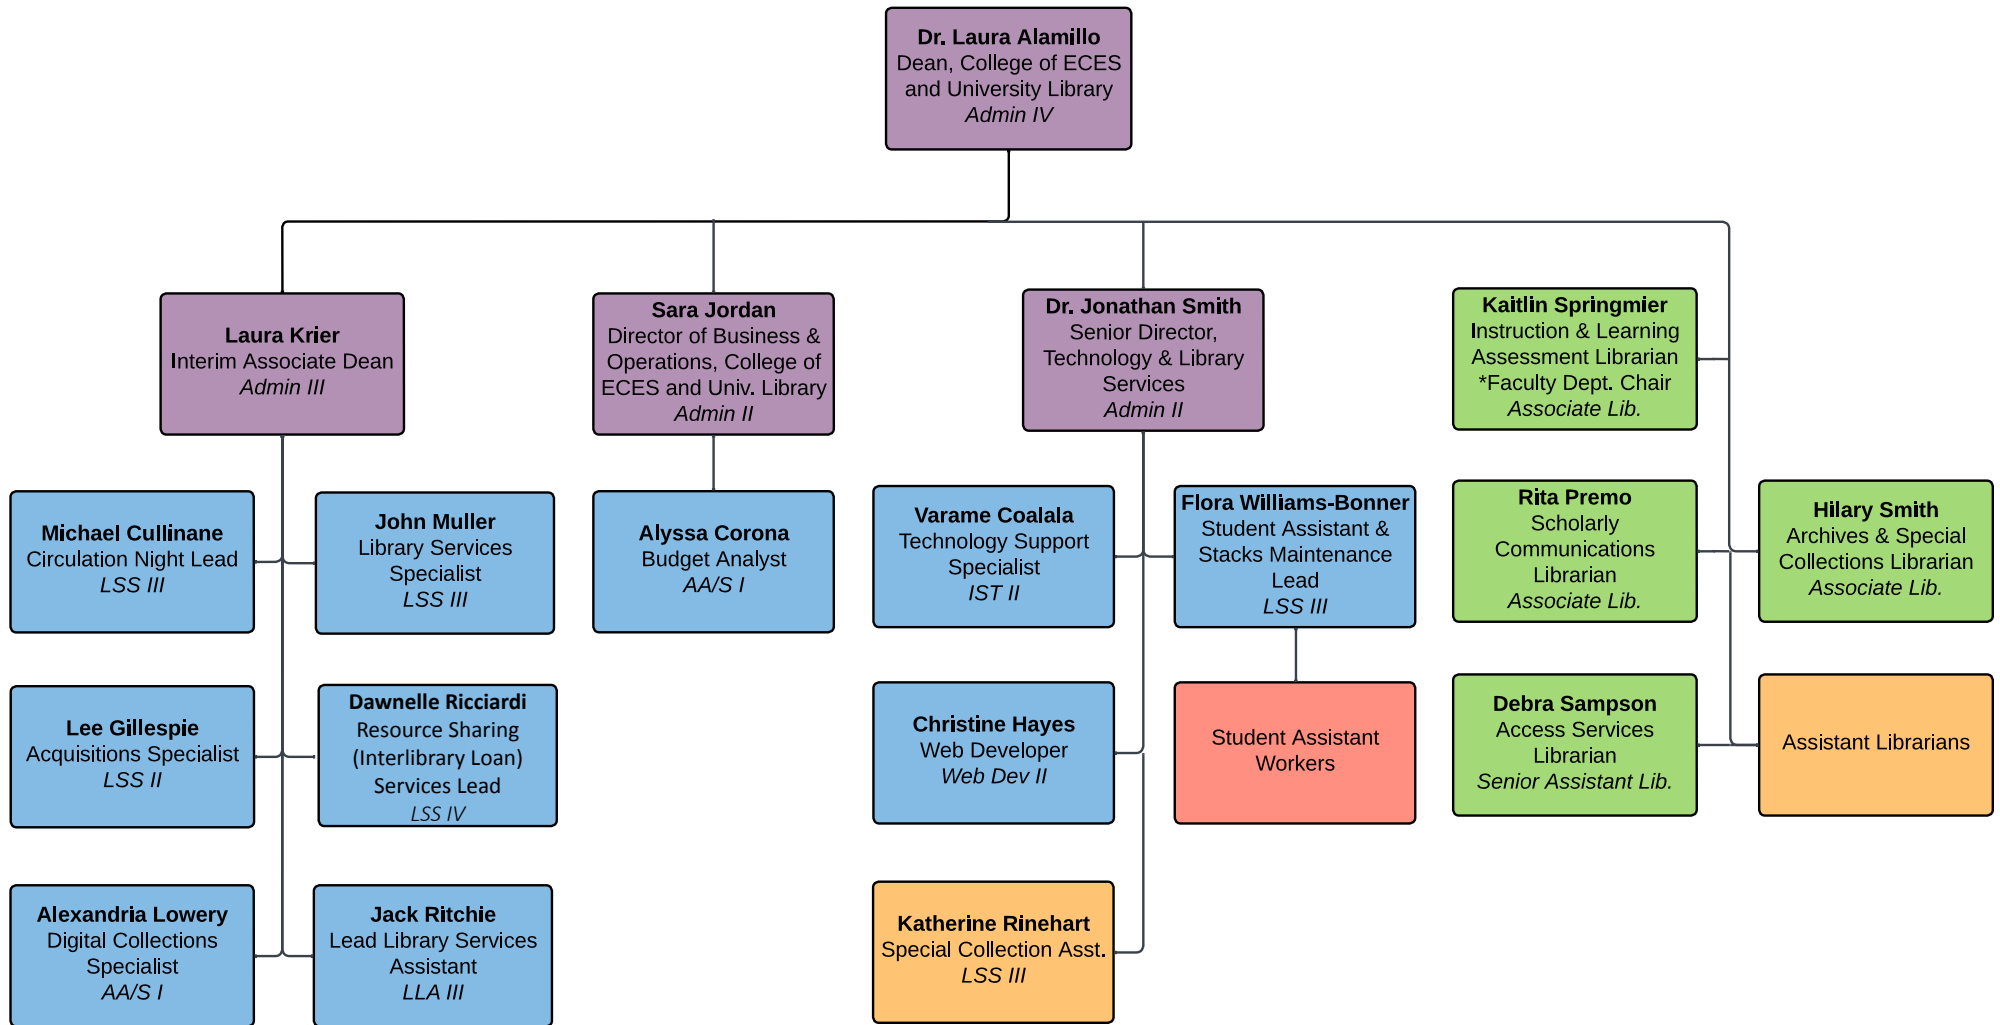 Dr. Laura Alamillo
Dean, College of ECES
and University Library
Admin IV
Laura Krier
Interim Associate Dean
Admin III
Sara Jordan
Director of Business &
Operations, College of
ECES and Univ. Library
Admin II
Dr. Jonathan Smith
Senior Director,
Technology & Library
Services
Admin II
Kaitlin Springmier
Instruction & Learning
Assessment Librarian
*Faculty Dept. Chair
Associate Lib.
Michael Cullinane
Circulation Night Lead
LSS III
John Muller
Library Services
Specialist
LSS III
Alyssa Corona
Budget Analyst
AA/S I
Varame Coalala
Technology Support
Specialist
IST II
Flora Williams-Bonner
Student Assistant &
Stacks Maintenance
Lead
LSS III
Rita Premo
Scholarly
Communications
Librarian
Associate Lib.
Hilary Smith
Archives & Special
Collections Librarian
Associate Lib.
Lee Gillespie
Acquisitions Specialist
LSS II
Dawnelle Ricciardi
Resource Sharing
(Interlibrary Loan)
Services Lead
LSS IV
Christine Hayes
Web Developer
Web Dev II
Student Assistant
Workers
Debra Sampson
Access Services
Librarian
Senior Assistant Lib.
Assistant Librarians
Alexandria Lowery
Digital Collections
Specialist
AA/S I
Jack Ritchie
Lead Library Services
Assistant
LLA III
Katherine Rinehart
Special Collection Asst.
LSS III